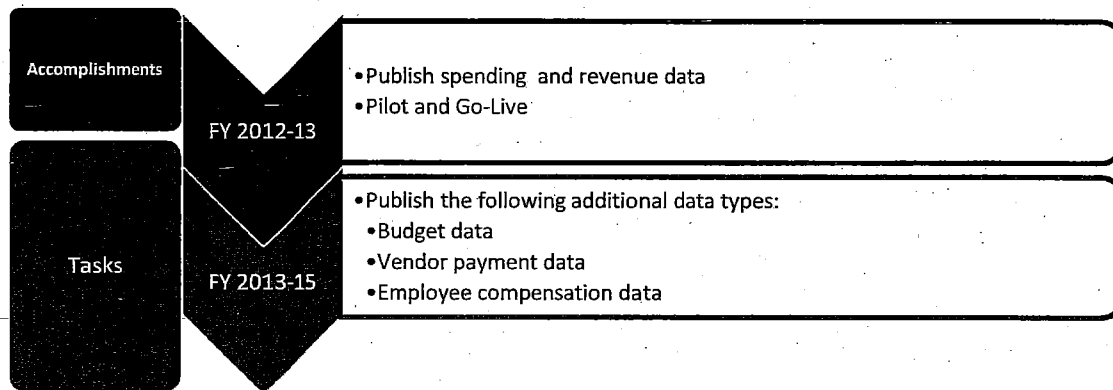 Accomplishments
FY 2012-13
•Publish spending and revenue data
•Pilot and Go-Live
Tasks
FY 2013-15
•Publish the following additional data types:
•Budget data
•Vendor payment data
•Employee compensation data